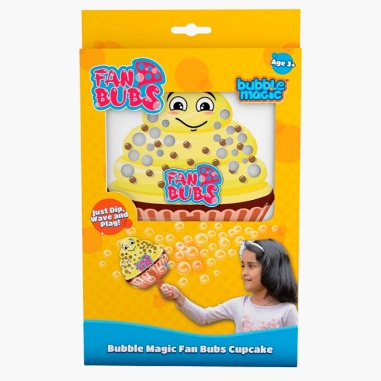 FAN
BUBS
Age 3+
bubble
magic
FAN
BUBS
Just Dip,
Wave and
Play!
Bubble Magic Fan Bubs Cupcake